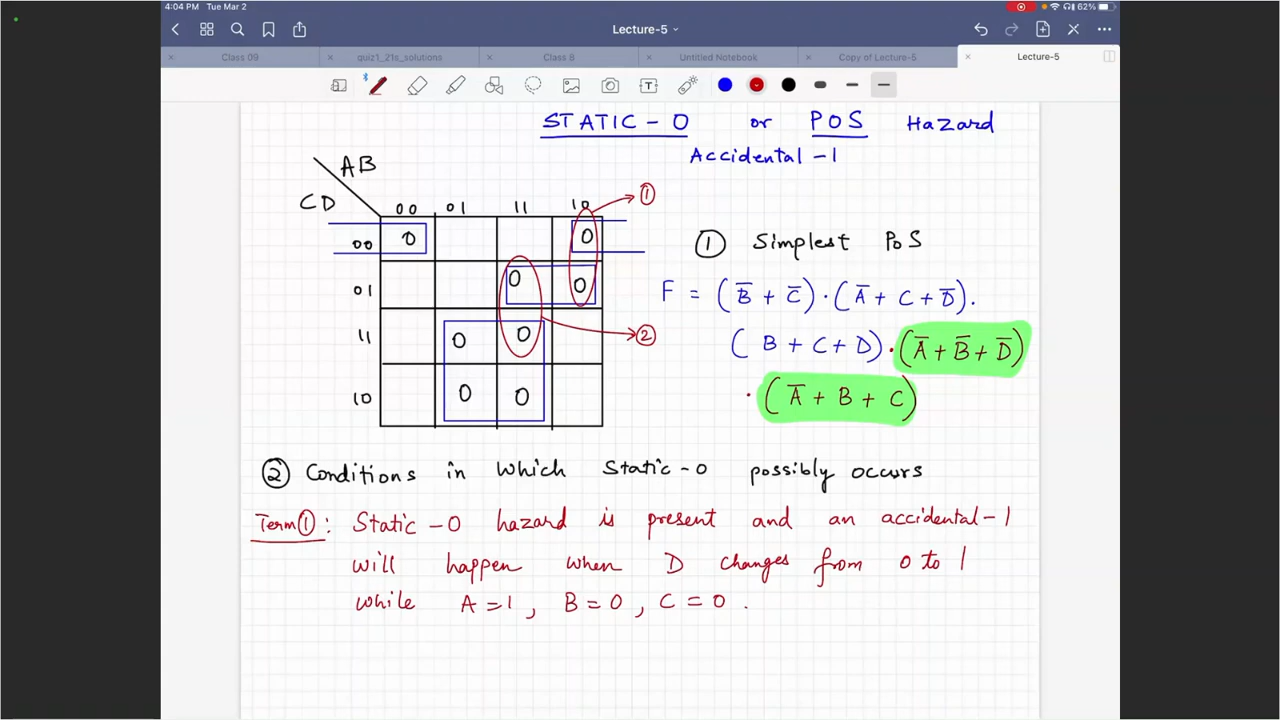 4:04 PM Tue Mar 2
62%
Lecture-5
Class 09
quiz1_21s_solutions
Class 8
Untitled Notebook
Copy of Lecture-5
Lecture-5
STATIC-0 or POS Hazard
Accidental-1
AB
CD
00 01 11 10
①
00 0 0
01 0 0
11 0 0
②
10 0 0
① Simplest PoS
F = (B̅ + C̅)·(A̅ + C + D̅).
(B + C + D)·(A̅ + B̅ + D̅)
·(A̅ + B + C)
② Conditions in which Static-0 possibly occurs
Term①: Static-0 hazard is present and an accidental-1
will happen when D changes from 0 to 1
while A=1, B=0, C=0.